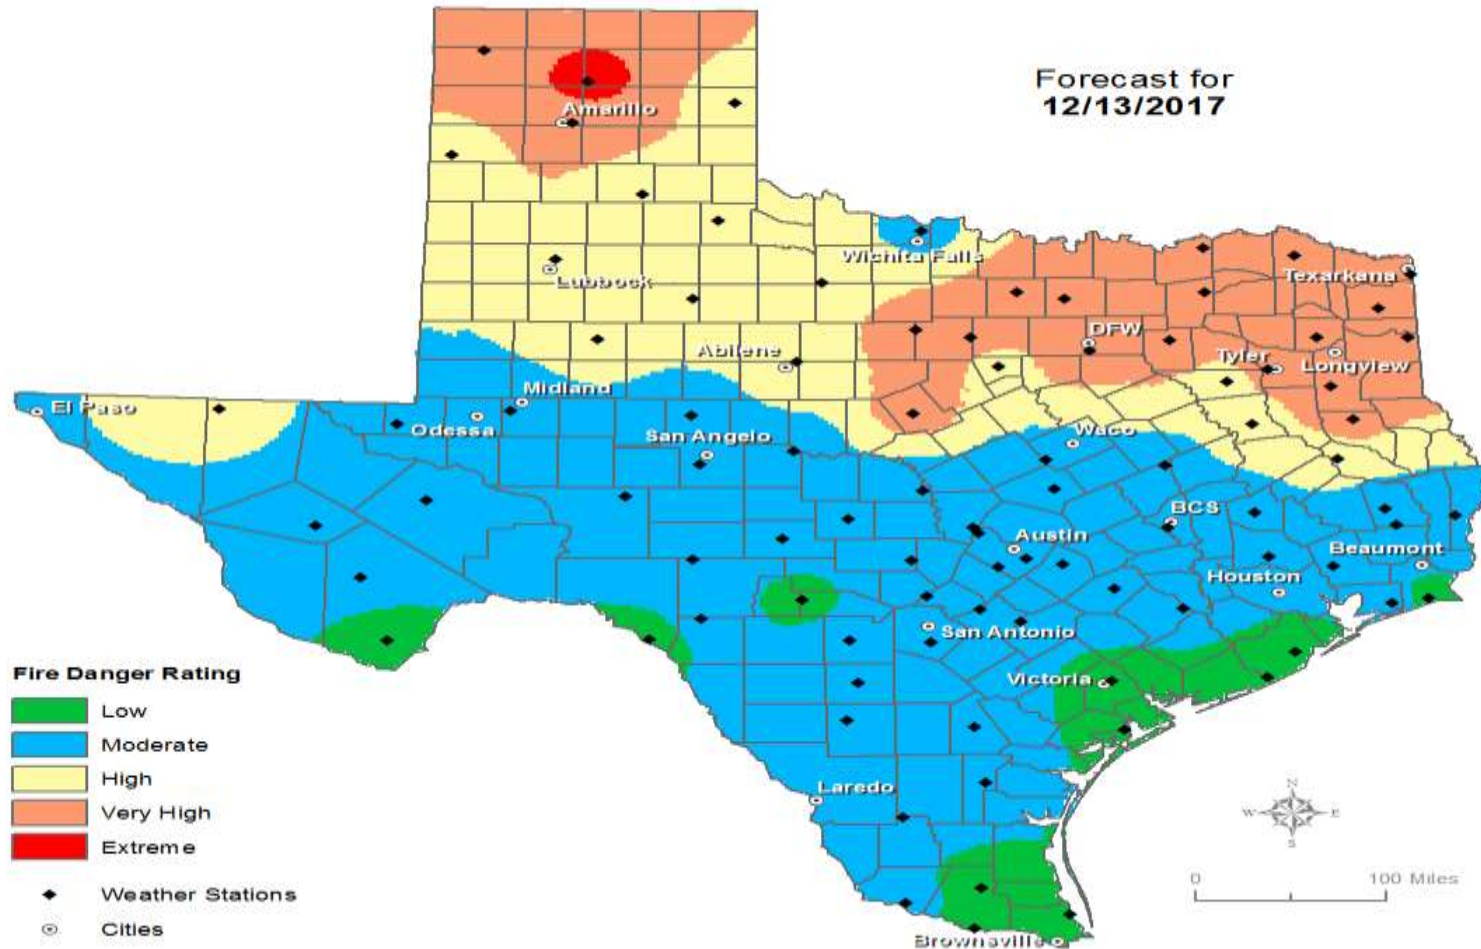 Forecast for
12/13/2017
Amarillo
Wichita Falls
Lubbock
Texarkana
DFW
Abilene
Tyler
Longview
Midland
El Paso
Odessa
San Angelo
Waco
BCS
Austin
Beaumont
Houston
San Antonio
Victoria
Laredo
Brownsville
Fire Danger Rating
Low
Moderate
High
Very High
Extreme
Weather Stations
Cities
N
W E
S
0 100 Miles